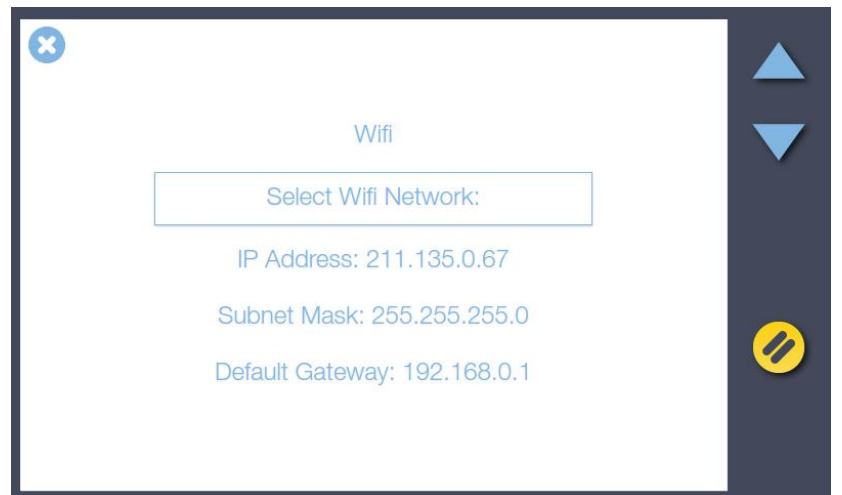 Wifi
Select Wifi Network:
IP Address: 211.135.0.67
Subnet Mask: 255.255.255.0
Default Gateway: 192.168.0.1